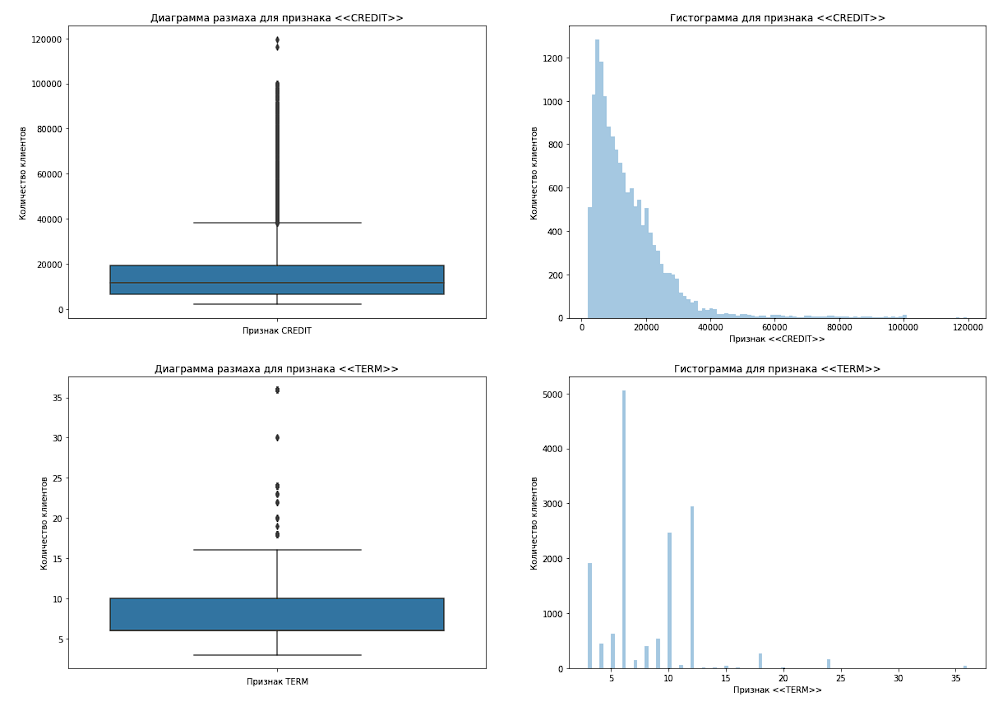 Диаграмма размаха для признака <<CREDIT>>
120000
100000
80000
60000
40000
20000
0
Количество клиентов
Признак CREDIT
Гистограмма для признака <<CREDIT>>
1200
1000
800
600
400
200
0
Количество клиентов
0 20000 40000 60000 80000 100000 120000
Признак <<CREDIT>>
Диаграмма размаха для признака <<TERM>>
35
30
25
20
15
10
5
Количество клиентов
Признак TERM
Гистограмма для признака <<TERM>>
5000
4000
3000
2000
1000
0
Количество клиентов
5 10 15 20 25 30 35
Признак <<TERM>>